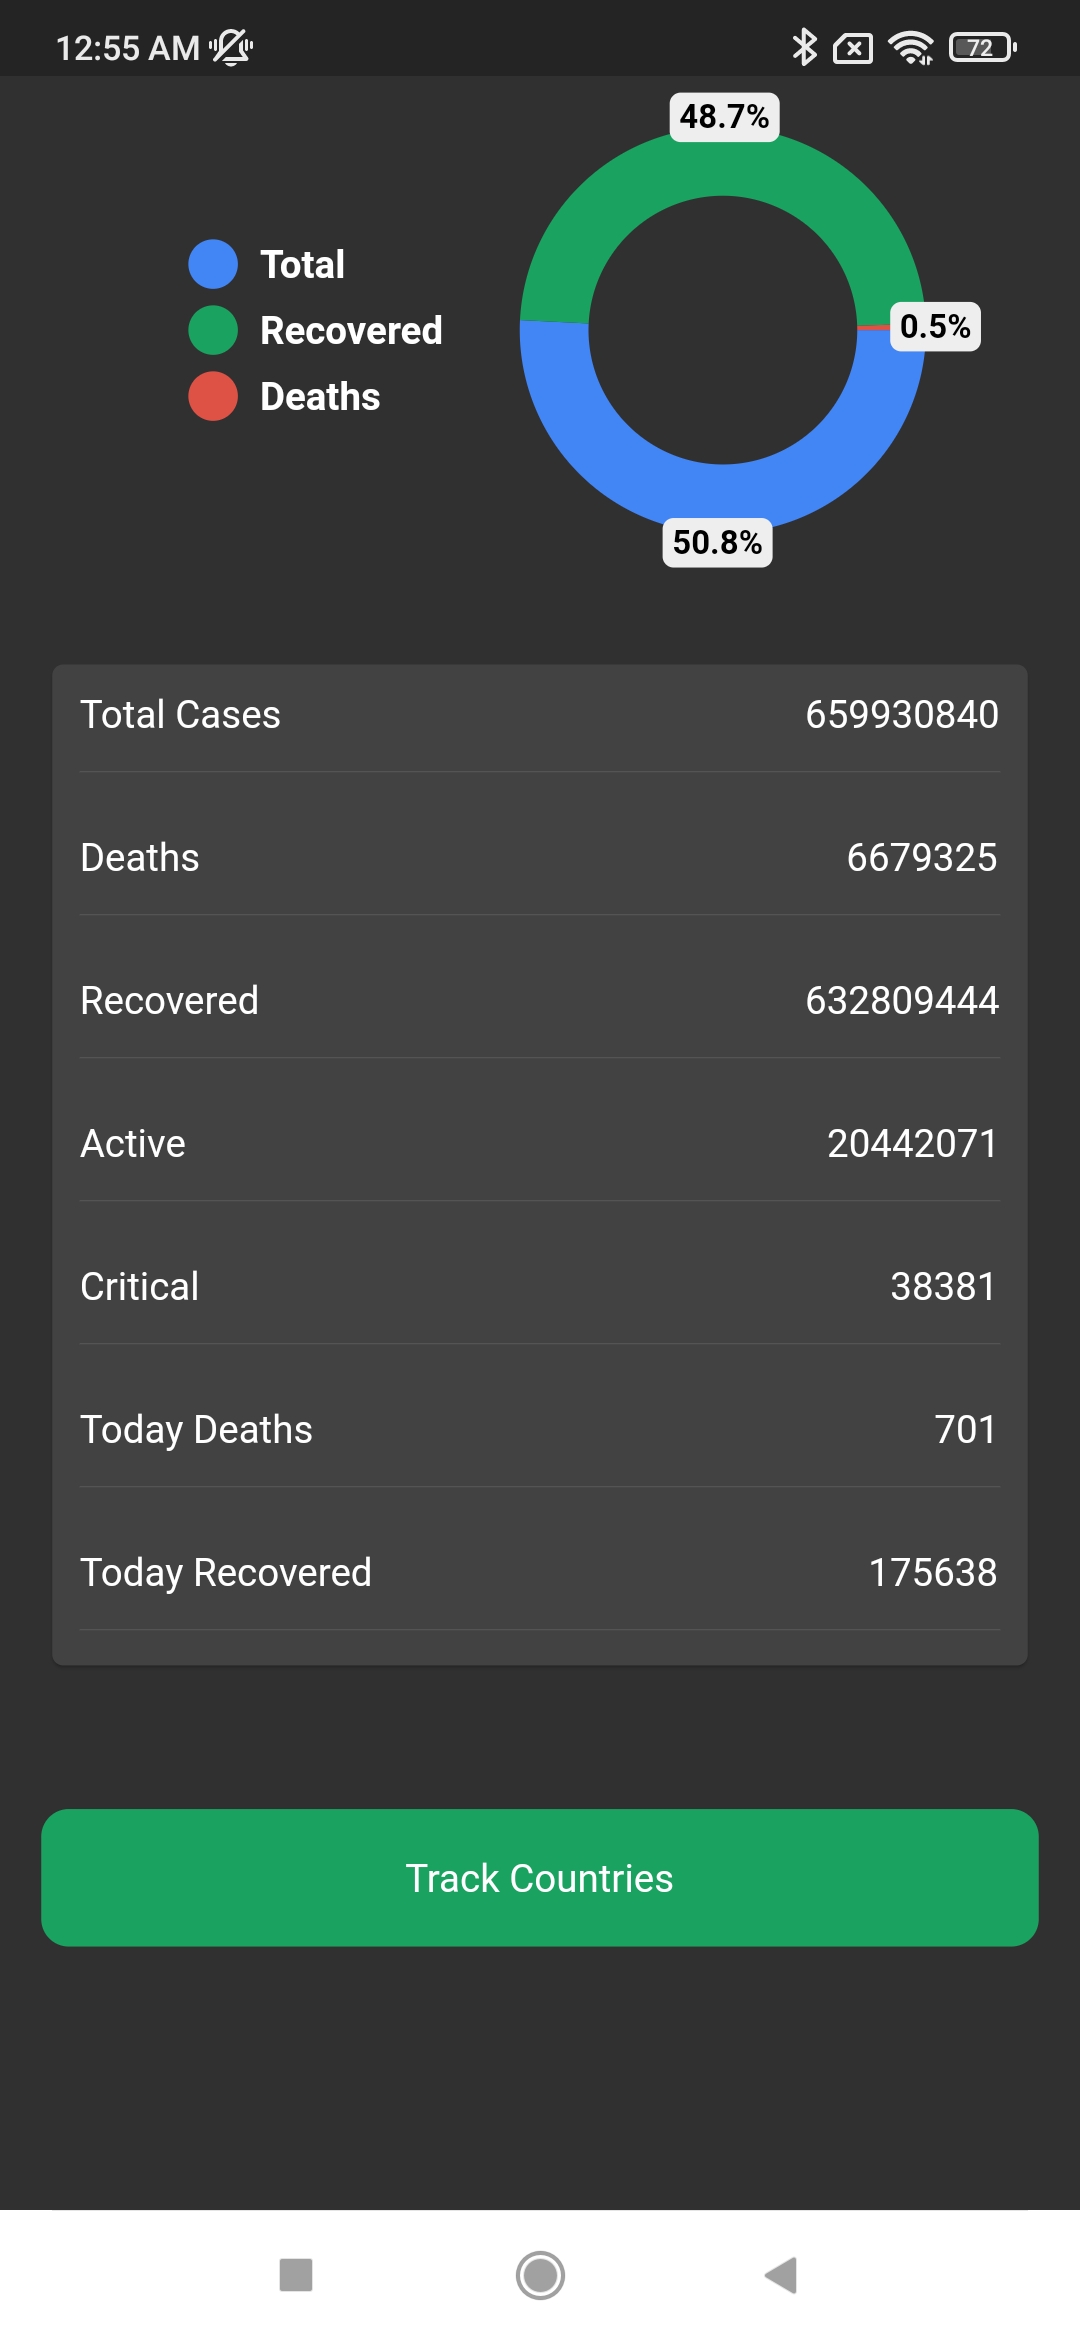 12:55 AM
72
48.7%
Total
Recovered
Deaths
0.5%
50.8%
Total Cases 659930840
Deaths 6679325
Recovered 632809444
Active 20442071
Critical 38381
Today Deaths 701
Today Recovered 175638
Track Countries